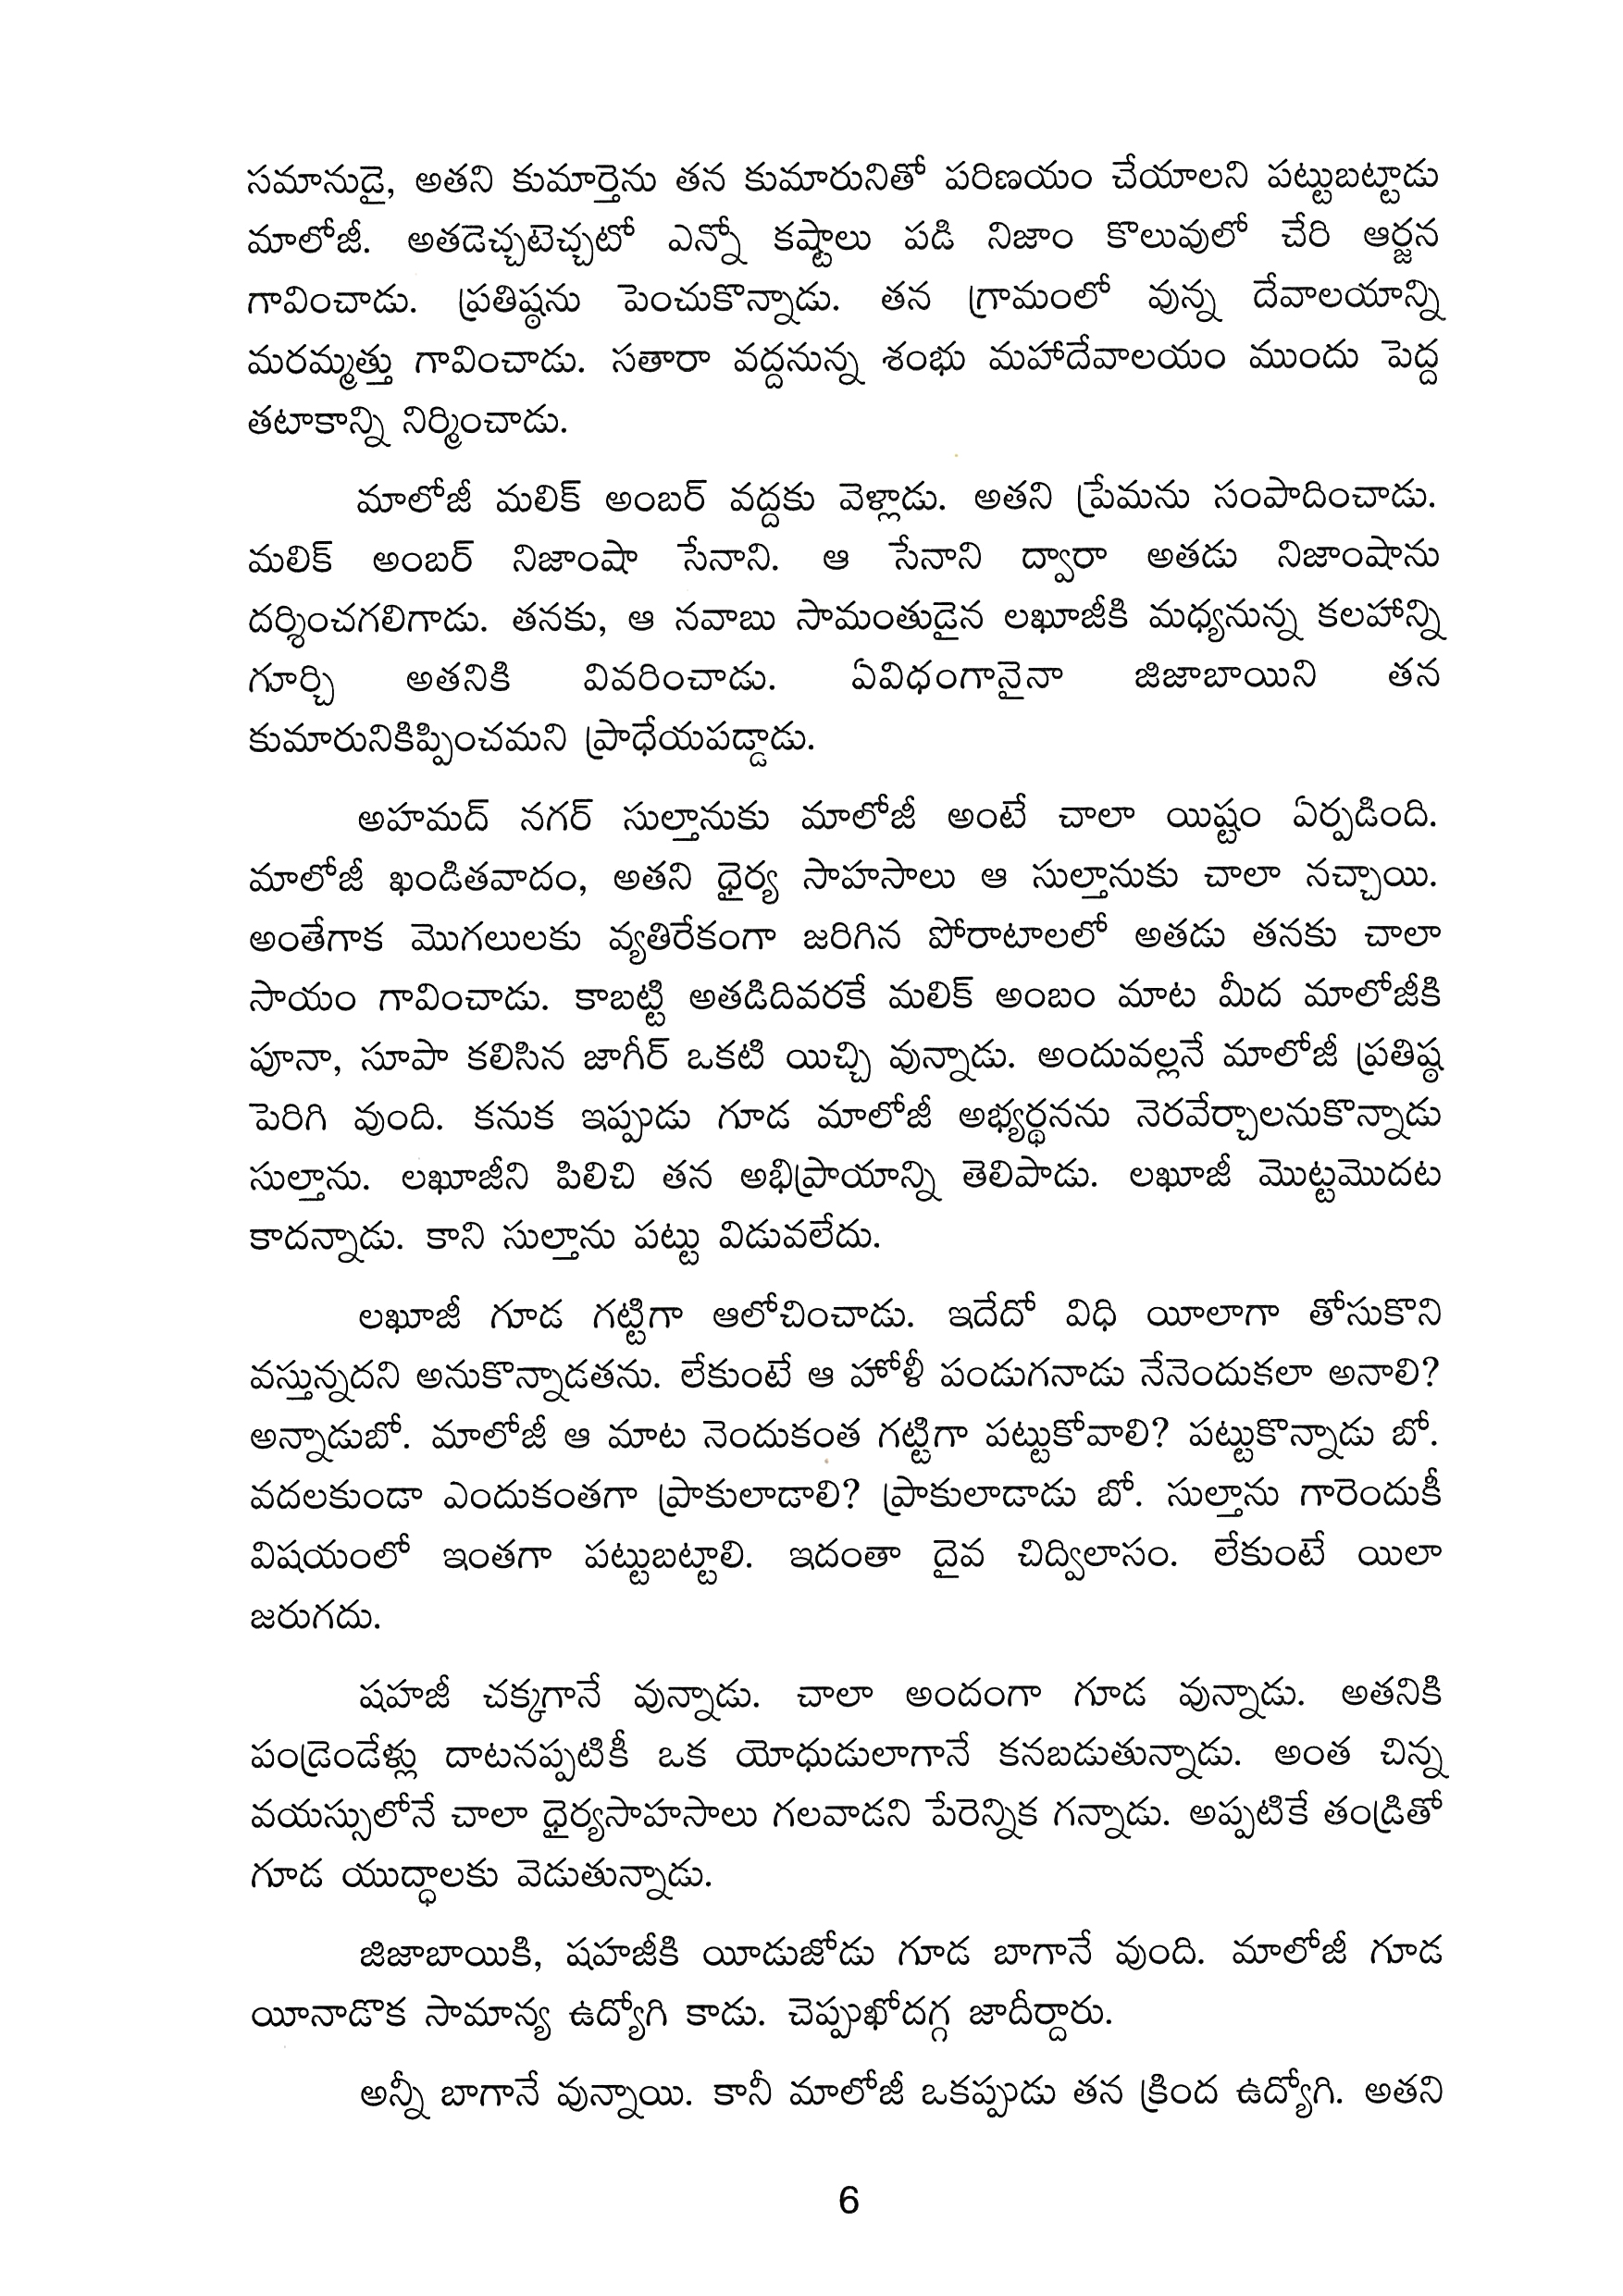 సమానుడై, అతని కుమార్తెను తన కుమారునితో పరిణయం చేయాలని పట్టుబట్టాడు
మాలోజీ. అతడెచ్చటెచ్చటో ఎన్నో కష్టాలు పడి నిజాం కొలువులో చేరి ఆర్జన
గావించాడు. ప్రతిష్ఠను పెంచుకొన్నాడు. తన గ్రామంలో వున్న దేవాలయాన్ని
మరమ్మత్తు గావించాడు. సతారా వద్దనున్న శంభు మహాదేవాలయం ముందు పెద్ద
తటాకాన్ని నిర్మించాడు.
మాలోజీ మలిక్ అంబర్ వద్దకు వెళ్లాడు. అతని ప్రేమను సంపాదించాడు.
మలిక్ అంబర్ నిజాంషా సేనాని. ఆ సేనాని ద్వారా అతడు నిజాంషాను
దర్శించగలిగాడు. తనకు, ఆ నవాబు సామంతుడైన లఖూజీకి మధ్యనున్న కలహాన్ని
గూర్చి అతనికి వివరించాడు. ఏవిధంగానైనా జిజాబాయిని తన
కుమారునికిప్పించమని ప్రాధేయపడ్డాడు.
అహమద్ నగర్ సుల్తానుకు మాలోజీ అంటే చాలా యిష్టం ఏర్పడింది.
మాలోజీ ఖండితవాదం, అతని ధైర్య సాహసాలు ఆ సుల్తానుకు చాలా నచ్చాయి.
అంతేగాక మొగలులకు వ్యతిరేకంగా జరిగిన పోరాటాలలో అతడు తనకు చాలా
సాయం గావించాడు. కాబట్టి అతడిదివరకే మలిక్ అంబం మాట మీద మాలోజీకి
పూనా, సూపా కలిసిన జాగీర్ ఒకటి యిచ్చి వున్నాడు. అందువల్లనే మాలోజీ ప్రతిష్ఠ
పెరిగి వుంది. కనుక ఇప్పుడు గూడ మాలోజీ అభ్యర్థనను నెరవేర్చాలనుకొన్నాడు
సుల్తాను. లఖూజీని పిలిచి తన అభిప్రాయాన్ని తెలిపాడు. లఖూజీ మొట్టమొదట
కాదన్నాడు. కాని సుల్తాను పట్టు విడువలేదు.
లఖూజీ గూడ గట్టిగా ఆలోచించాడు. ఇదేదో విధి యీలాగా తోసుకొని
వస్తున్నదని అనుకొన్నాడతను. లేకుంటే ఆ హోళీ పండుగనాడు నేనెందుకలా అనాలి?
అన్నాడుబో. మాలోజీ ఆ మాట నెందుకంత గట్టిగా పట్టుకోవాలి? పట్టుకొన్నాడు బో.
వదలకుండా ఎందుకంతగా ప్రాకులాడాలి? ప్రాకులాడాడు బో. సుల్తాను గారెందుకీ
విషయంలో ఇంతగా పట్టుబట్టాలి. ఇదంతా దైవ చిద్విలాసం. లేకుంటే యిలా
జరుగదు.
షహజీ చక్కగానే వున్నాడు. చాలా అందంగా గూడ వున్నాడు. అతనికి
పండ్రెండేళ్లు దాటనప్పటికీ ఒక యోధుడులాగానే కనబడుతున్నాడు. అంత చిన్న
వయస్సులోనే చాలా ధైర్యసాహసాలు గలవాడని పేరెన్నిక గన్నాడు. అప్పటికే తండ్రితో
గూడ యుద్ధాలకు వెడుతున్నాడు.
జిజాబాయికి, షహజీకి యీడుజోడు గూడ బాగానే వుంది. మాలోజీ గూడ
యీనాడొక సామాన్య ఉద్యోగి కాడు. చెప్పుఖోదగ్గ జాదీర్దారు.
అన్నీ బాగానే వున్నాయి. కానీ మాలోజీ ఒకప్పుడు తన క్రింద ఉద్యోగి. అతని
6